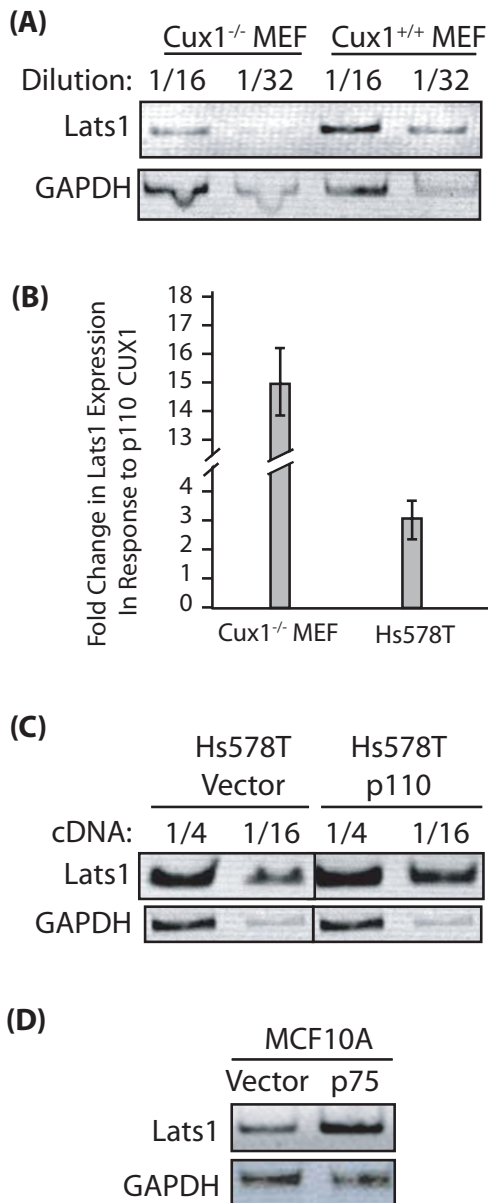 (A)
Cux1-/- MEF Cux1+/+ MEF
Dilution: 1/16 1/32 1/16 1/32
Lats1
GAPDH
(B)
Fold Change in Lats1 Expression
In Response to p110 CUX1
18
17
16
15
14
13
4
3
2
1
0
Cux1-/- MEF Hs578T
(C)
Hs578T Hs578T
Vector p110
cDNA: 1/4 1/16 1/4 1/16
Lats1
GAPDH
(D)
MCF10A
Vector p75
Lats1
GAPDH